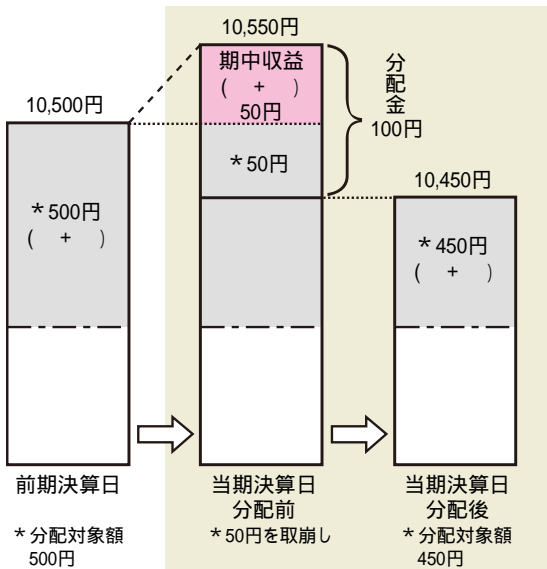 10,550円
期中収益
( + )
50円
分配金
100円
10,500円
*50円
10,450円
*500円
( + )
*450円
( + )
前期決算日
当期決算日
分配前
当期決算日
分配後
*分配対象額
500円
*50円を取崩し
*分配対象額
450円